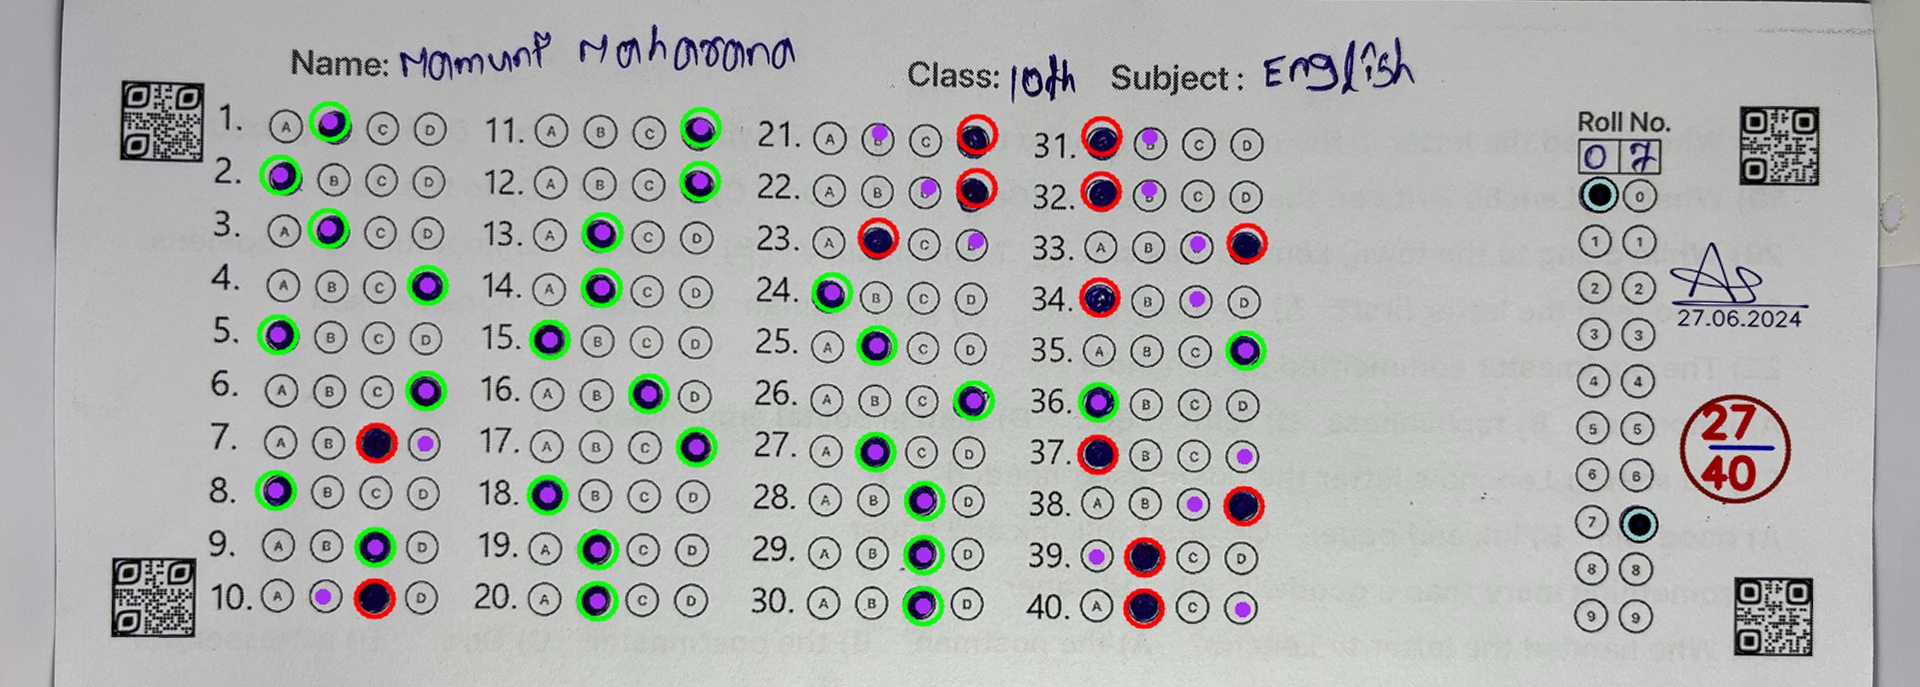 Name: Mamuni Maharana
Class: 10th Subject: English
1. A C D
2. B C D
3. A C D
4. A B C
5. B C D
6. A B C
7. A B
8. B C D
9. A B D
10. A D
11. A B C
12. A B C
13. A C D
14. A C D
15. B C D
16. A B D
17. A B C
18. B C D
19. A C D
20. A C D
21. A C
22. A B
23. A C
24. B C D
25. A C D
26. A B C
27. A C D
28. A B D
29. A B D
30. A B D
31. C D
32. C D
33. A B
34. B D
35. A B C
36. B C D
37. B C
38. A B
39. C D
40. A C
Roll No.
0 7
0
1 1
2 2
3 3
4 4
5 5
6 6
7
8 8
9 9
27.06.2024
27
40